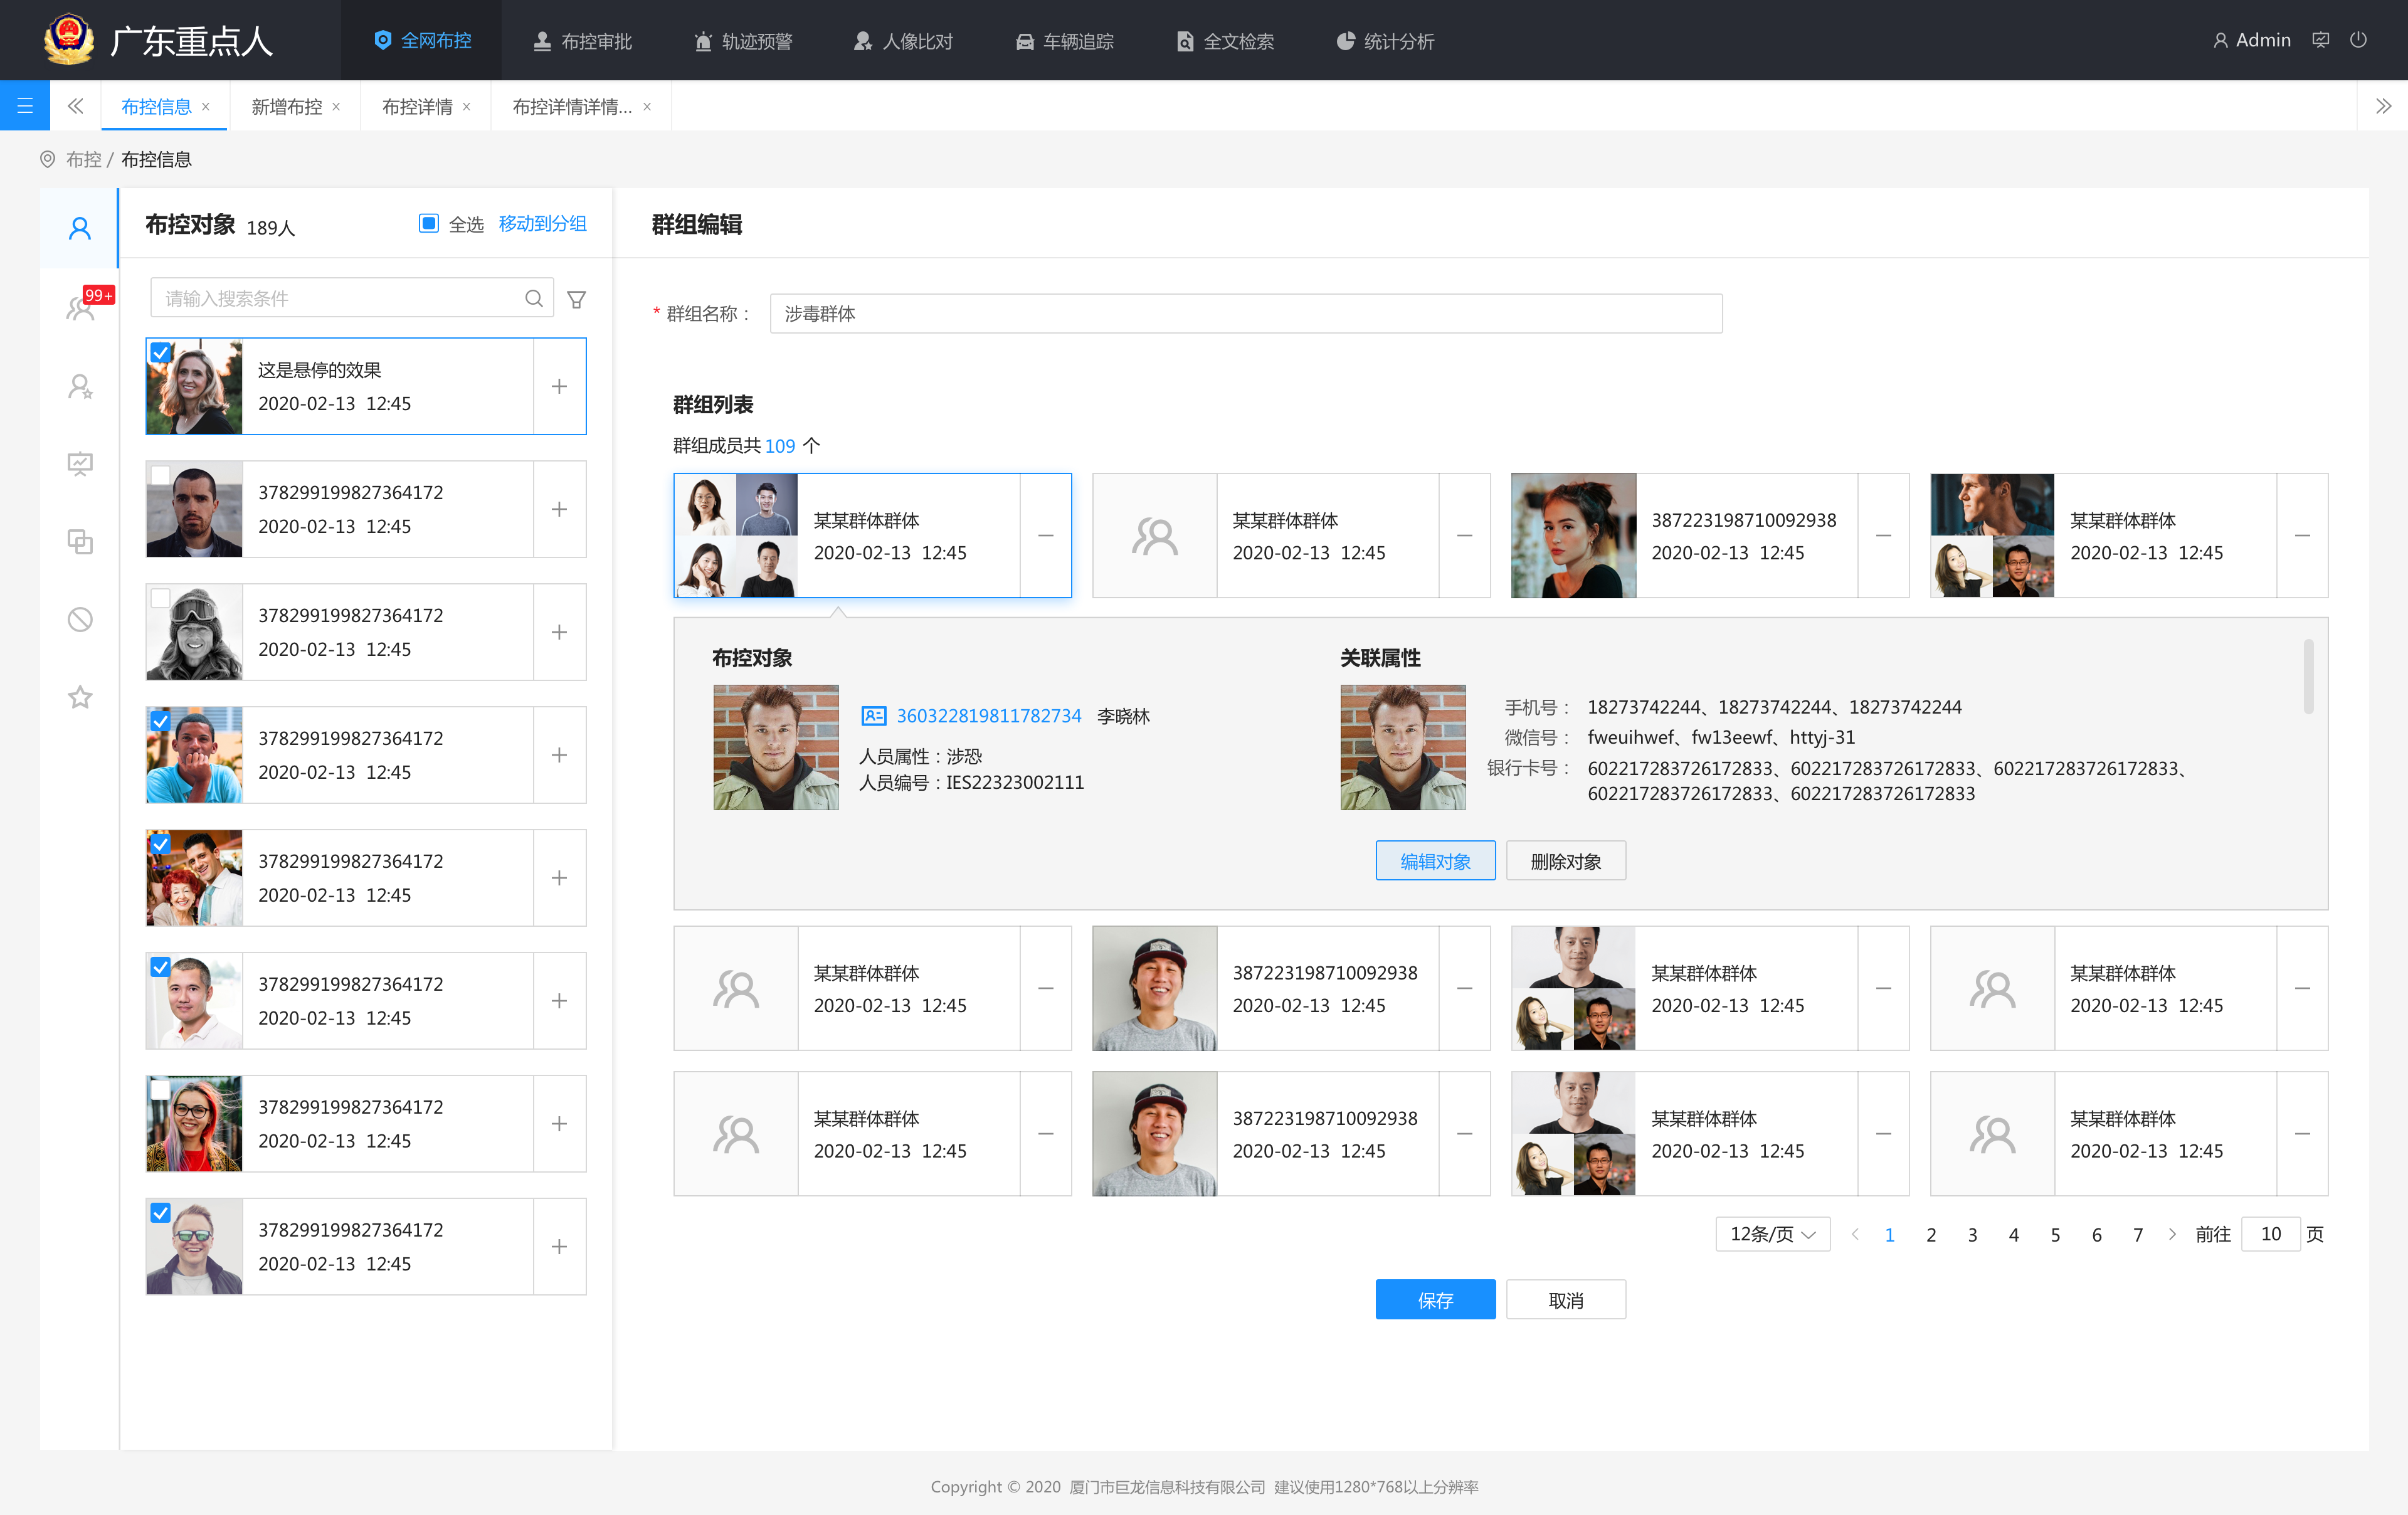 广东重点人
全网布控
布控审批
轨迹预警
人像比对
车辆追踪
全文检索
统计分析
Admin
布控信息
新增布控
布控详情
布控详情详情...
布控 / 布控信息
布控对象 189人
全选 移动到分组
99+
请输入搜索条件
这是悬停的效果
2020-02-13 12:45
378299199827364172
2020-02-13 12:45
378299199827364172
2020-02-13 12:45
378299199827364172
2020-02-13 12:45
378299199827364172
2020-02-13 12:45
378299199827364172
2020-02-13 12:45
378299199827364172
2020-02-13 12:45
378299199827364172
2020-02-13 12:45
群组编辑
* 群组名称： 涉毒群体
群组列表
群组成员共 109 个
某某群体群体
2020-02-13 12:45
某某群体群体
2020-02-13 12:45
387223198710092938
2020-02-13 12:45
某某群体群体
2020-02-13 12:45
布控对象
360322819811782734 李晓林
人员属性：涉恐
人员编号：IES22323002111
关联属性
手机号： 18273742244、18273742244、18273742244
微信号： fweuihwef、fw13eewf、httyj-31
银行卡号： 602217283726172833、602217283726172833、602217283726172833、
602217283726172833、602217283726172833
编辑对象 删除对象
某某群体群体
2020-02-13 12:45
387223198710092938
2020-02-13 12:45
某某群体群体
2020-02-13 12:45
某某群体群体
2020-02-13 12:45
某某群体群体
2020-02-13 12:45
387223198710092938
2020-02-13 12:45
某某群体群体
2020-02-13 12:45
某某群体群体
2020-02-13 12:45
12条/页 1 2 3 4 5 6 7 前往 10 页
保存 取消
Copyright © 2020 厦门市巨龙信息科技有限公司 建议使用1280*768以上分辨率